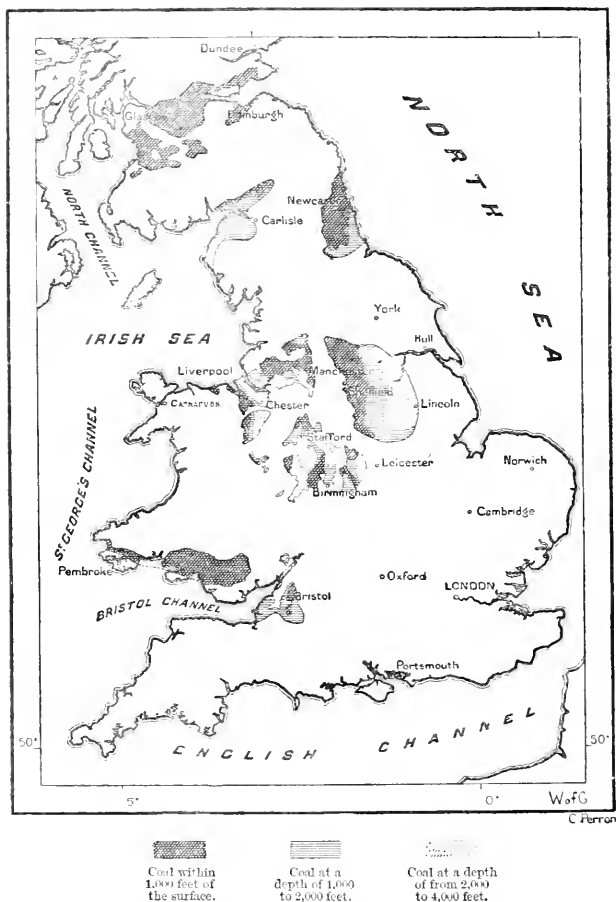 Dundee
Glas
Edinburgh
NORTH SEA
NORTH CHANNEL
Newcas
Carlisle
York
IRISH SEA
Hull
Liverpool
Manchester
Sheffield
Carnarvon
Chester
Lincoln
Stafford
Leicester
Norwich
Birmingham
ST GEORGE'S CHANNEL
Cambridge
Pembroke
Oxford
LONDON
Bristol
BRISTOL CHANNEL
Portsmouth
50°
50°
ENGLISH CHANNEL
5°
0°
W of G
C. Perron
Coal within
1,000 feet of
the surface.
Coal at a
depth of 1,000
to 2,000 feet.
Coal at a depth
of from 2,000
to 4,000 feet.